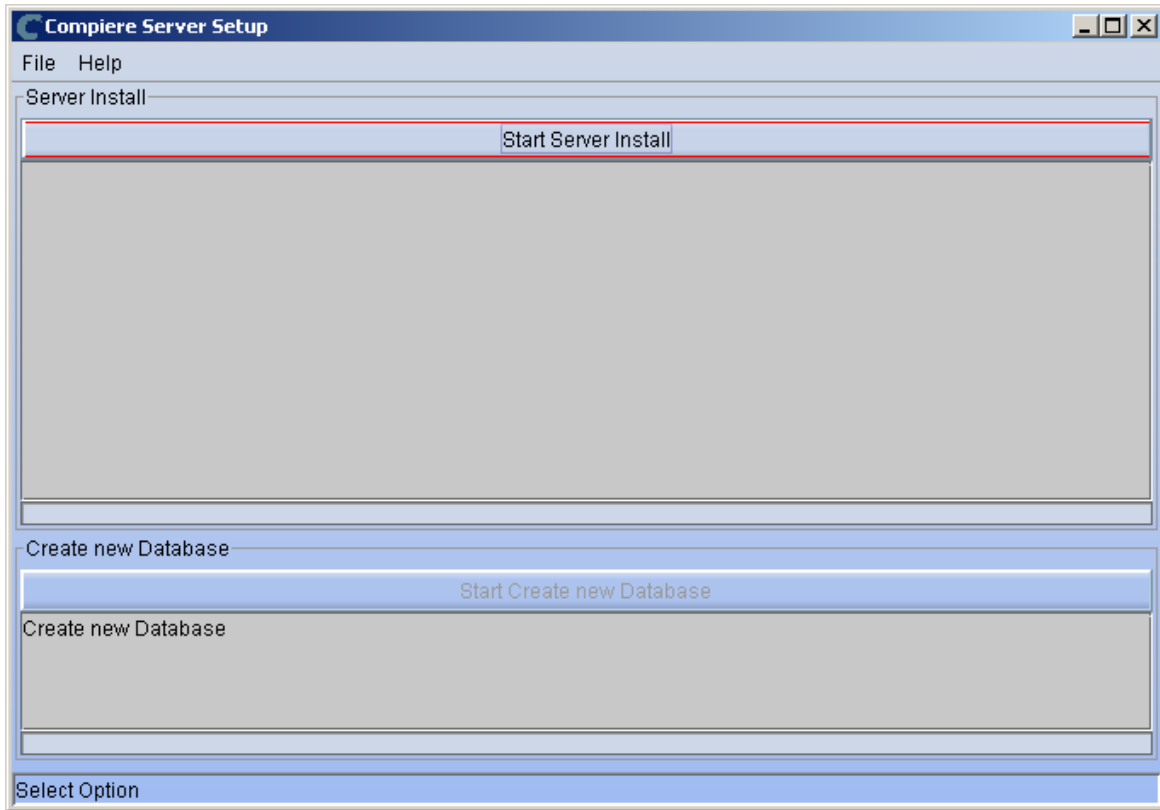 Compiere Server Setup
File Help
Server Install
Start Server Install
Create new Database
Start Create new Database
Create new Database
Select Option